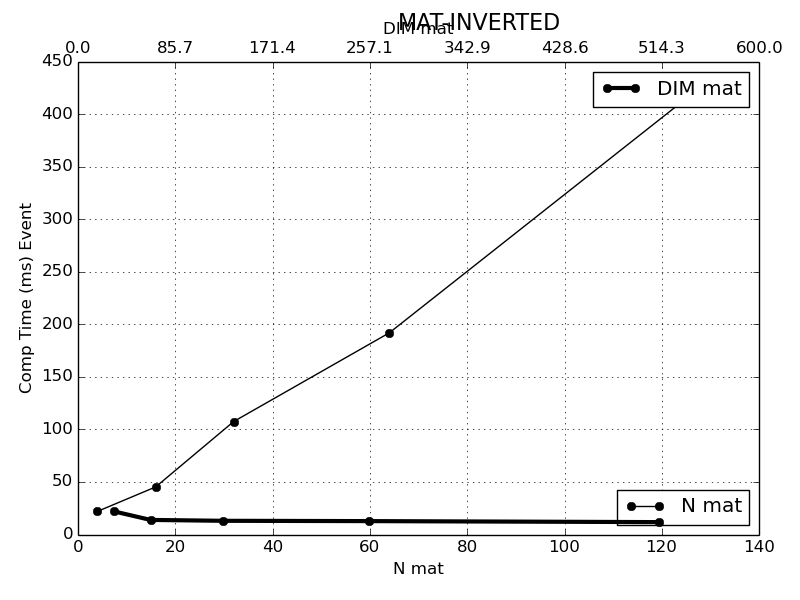 MAT-INVERTED
DIM mat
0.0 85.7 171.4 257.1 342.9 428.6 514.3 600.0
450
400
350
300
250
200
150
100
50
0
Comp Time (ms) Event
DIM mat
N mat
0 20 40 60 80 100 120 140
N mat